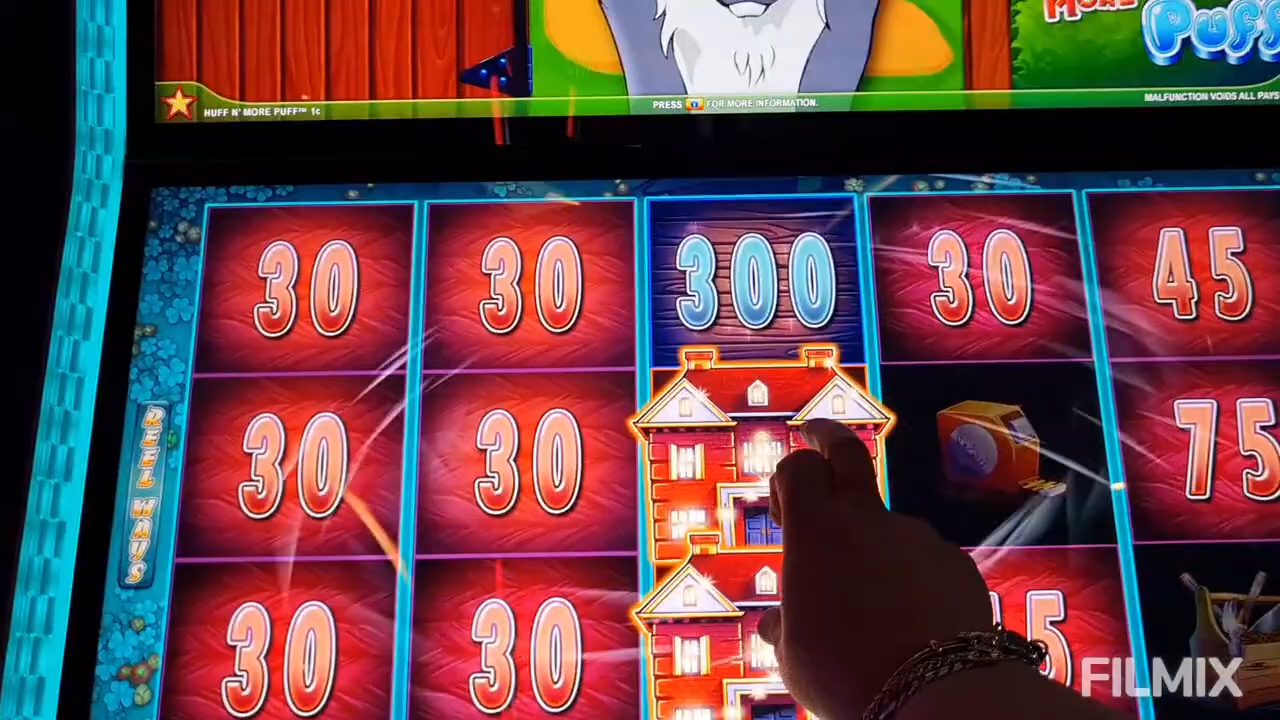 MORE
PUFF
HUFF N' MORE PUFF™ 1¢
PRESS FOR MORE INFORMATION.
MALFUNCTION VOIDS ALL PAYS
30 30 300 30 45
30 30 75
30 30
REEL WAYS
FILMIX